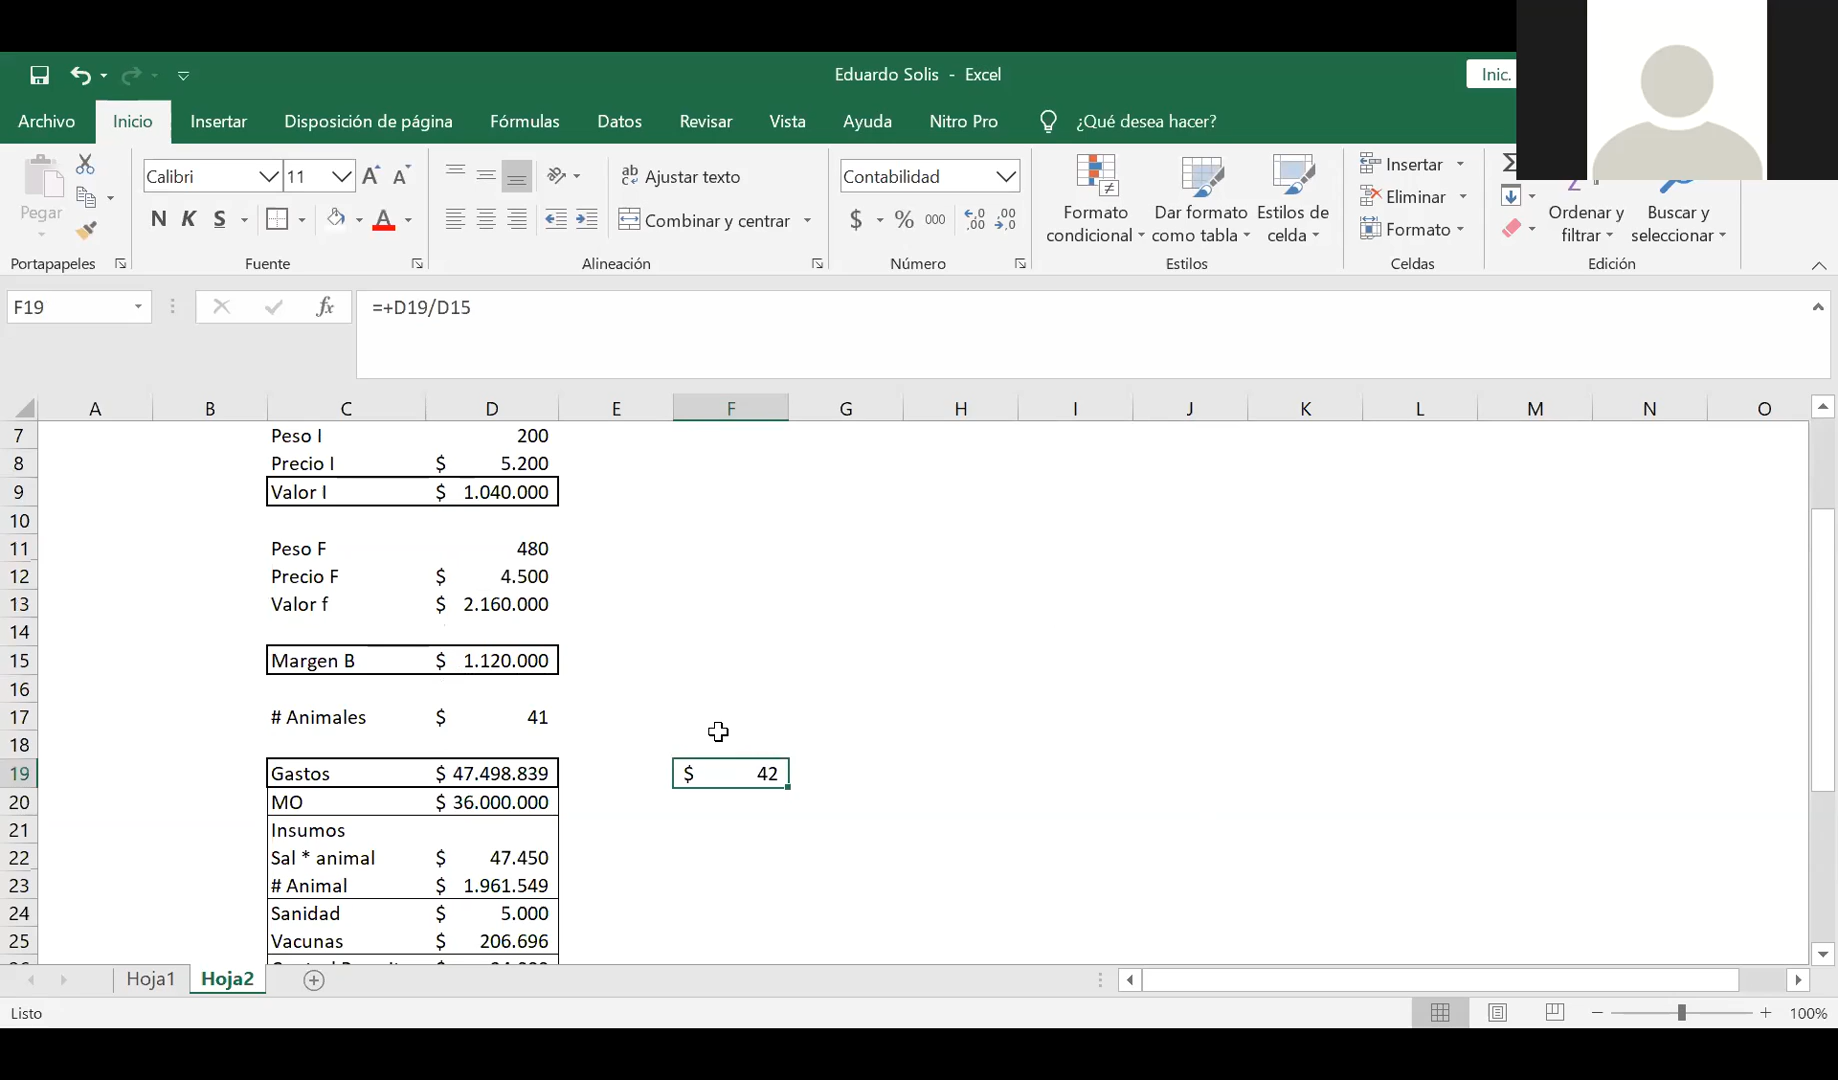 Eduardo Solis - Excel
Inic.
Archivo Inicio Insertar Disposición de página Fórmulas Datos Revisar Vista Ayuda Nitro Pro ¿Qué desea hacer?
Pegar
Calibri 11
Ajustar texto
Contabilidad
N K S
Combinar y centrar
$ % 000
Formato condicional
Dar formato como tabla
Estilos de celda
Insertar
Eliminar
Formato
Ordenar y filtrar
Buscar y seleccionar
Portapapeles Fuente Alineación Número Estilos Celdas Edición
F19 fx =+D19/D15
A B C D E F G H I J K L M N O
7 Peso I 200
8 Precio I $ 5.200
9 Valor I $ 1.040.000
10
11 Peso F 480
12 Precio F $ 4.500
13 Valor f $ 2.160.000
14
15 Margen B $ 1.120.000
16
17 # Animales $ 41
18
19 Gastos $ 47.498.839 $ 42
20 MO $ 36.000.000
21 Insumos
22 Sal * animal $ 47.450
23 # Animal $ 1.961.549
24 Sanidad $ 5.000
25 Vacunas $ 206.696
Hoja1 Hoja2
Listo 100%